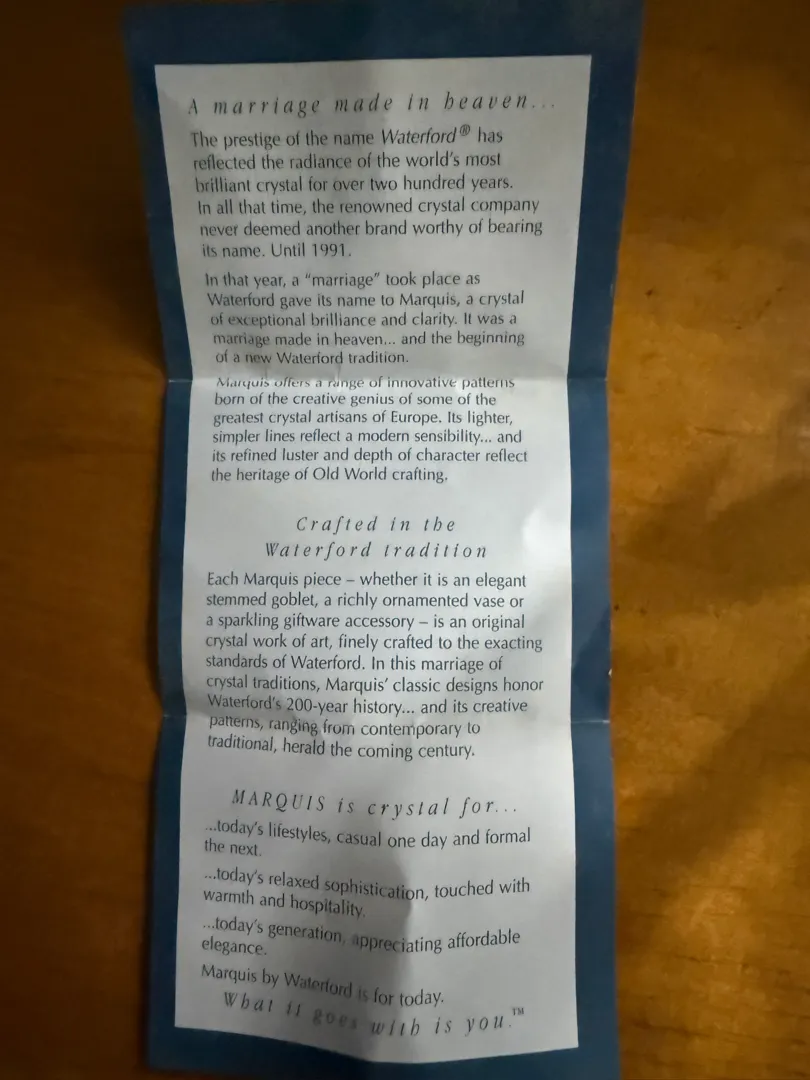 A marriage made in heaven...
The prestige of the name Waterford® has
reflected the radiance of the world's most
brilliant crystal for over two hundred years.
In all that time, the renowned crystal company
never deemed another brand worthy of bearing
its name. Until 1991.
In that year, a “marriage” took place as
Waterford gave its name to Marquis, a crystal
of exceptional brilliance and clarity. It was a
marriage made in heaven... and the beginning
of a new Waterford tradition.
Marquis offers a range of innovative patterns
born of the creative genius of some of the
greatest crystal artisans of Europe. Its lighter,
simpler lines reflect a modern sensibility... and
its refined luster and depth of character reflect
the heritage of Old World crafting.
Crafted in the
Waterford tradition
Each Marquis piece – whether it is an elegant
stemmed goblet, a richly ornamented vase or
a sparkling giftware accessory – is an original
crystal work of art, finely crafted to the exacting
standards of Waterford. In this marriage of
crystal traditions, Marquis' classic designs honor
Waterford's 200-year history... and its creative
patterns, ranging from contemporary to
traditional, herald the coming century.
MARQUIS is crystal for...
...today's lifestyles, casual one day and formal
the next.
...today's relaxed sophistication, touched with
warmth and hospitality.
...today's generation, appreciating affordable
elegance.
Marquis by Waterford is for today.
What it goes with is you.™